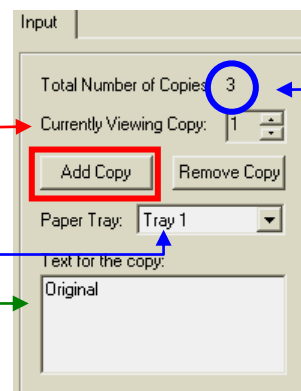 Input
Total Number of Copies: 3
Currently Viewing Copy: 1
Add Copy Remove Copy
Paper Tray: Tray 1
Text for the copy:
Original